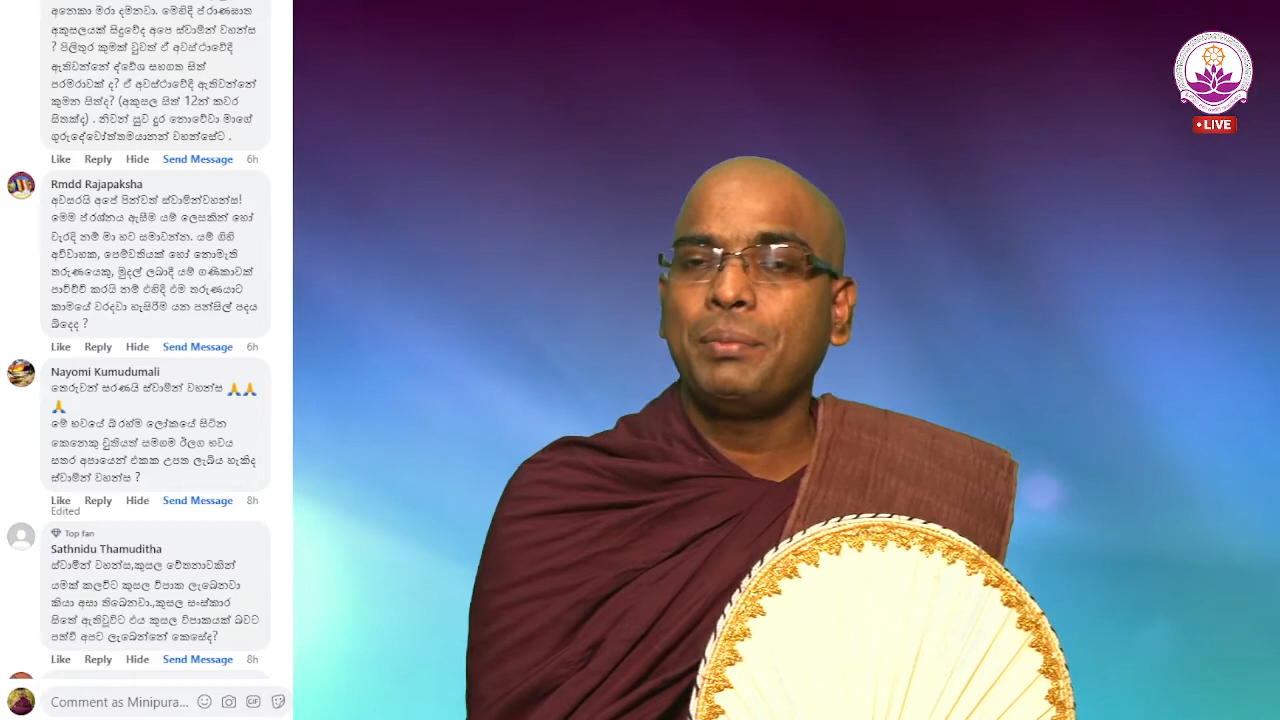 අනෙකා මරා දමනවා. මෙහිදී ප්‍රාණඝාත
අකුසලයක් සිදුවේද අපෙ ස්වාමින් වහන්ස
? පිලිතුර කුමක් වුවත් ඒ අවස්ථාවේදී
ඇතිවන්නේ ද්වේශ සහගත සිත්
පරම්පරාවක් ද? ඒ අවස්ථාවේදී ඇතිවන්නේ
කුමන සිත්ද? (අකුසල සිත් 12න් කවර
සිතක්ද) . නිවන් සුව දුර නොවේවා මාගේ
ගුරුදේවෝත්තමයානන් වහන්සේට .
Like Reply Hide Send Message 6h
Rmdd Rajapaksha
අවසරයි අපේ පින්වත් ස්වාමින්වහන්ස!
මෙම ප්‍රශ්නය ඇසීම යම් ලෙසකින් හෝ
වැරදි නම් මා හට සමාවන්න. යම් ගිහි
අවිවාහක, පෙම්වතියක් හෝ නොමැති
තරුණයෙකු, මුදල් ලබාදී යම් ගණිකාවක්
පාවිච්චි කරයි නම් එහිදී එම තරුණයාට
කාමයේ වරදවා හැසිරීම යන පන්සිල් පදය
බිදෙද ?
Like Reply Hide Send Message 6h
Nayomi Kumudumali
තෙරුවන් සරණයි ස්වාමින් වහන්ස 🙏🙏
🙏
මේ භවයේ බ්‍රහ්ම ලෝකයේ සිටින
කෙනෙකු චුතියත් සමගම ඊලග භවය
සතර අපායෙන් එකක උපත ලැබිය හැකිද
ස්වාමින් වහන්ස ?
Like Reply Hide Send Message 8h
Edited
Top fan
Sathnidu Thamuditha
ස්වාමින් වහන්ස,කුසල චේතනාවකින්
යමක් කලවිට කුසල විපාක ලැබෙනවා
කියා අසා තිබෙනවා.,කුසල සංස්කාර
සිතේ ඇතිවූවිට එය කුසල විපාකයක් බවට
පත්වී අපට ලැබෙන්නේ කෙසේද?
Like Reply Hide Send Message 8h
Comment as Minipura...
GIF
• LIVE